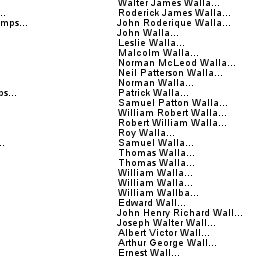 Walter James Walla...
Roderick James Walla...
John Roderique Walla...
John Walla...
Leslie Walla...
Malcolm Walla...
Norman McLeod Walla...
Neil Patterson Walla...
Norman Walla...
Patrick Walla...
Samuel Patton Walla...
William Robert Walla...
Robert William Walla...
Roy Walla...
Samuel Walla...
Thomas Walla...
Thomas Walla...
William Walla...
William Walla...
William Wallba...
Edward Wall...
John Henry Richard Wall...
Joseph Walter Wall...
Albert Victor Wall...
Arthur George Wall...
Ernest Wall...